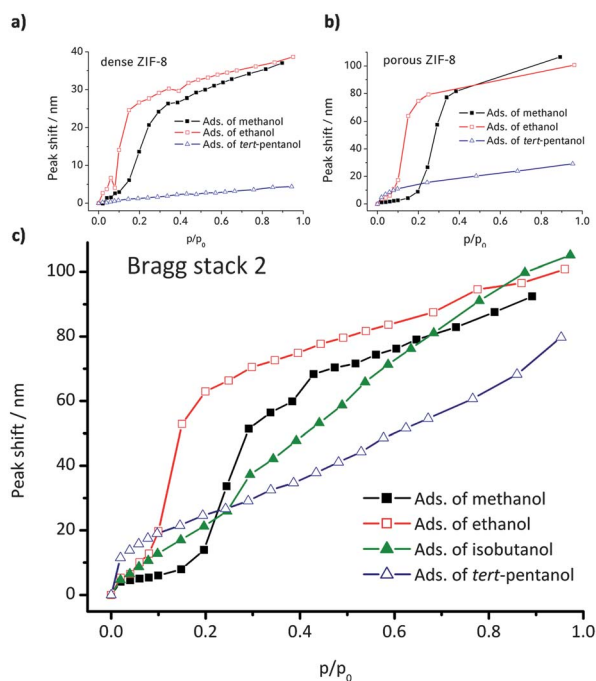 a)
dense ZIF-8
40
30
20
10
0
Peak shift / nm
Ads. of methanol
Ads. of ethanol
Ads. of tert-pentanol
0.0 0.2 0.4 0.6 0.8 1.0
p/p0
b)
porous ZIF-8
100
80
60
40
20
0
Peak shift / nm
Ads. of methanol
Ads. of ethanol
Ads. of tert-pentanol
0.0 0.2 0.4 0.6 0.8 1.0
p/p0
c)
Bragg stack 2
100
80
60
40
20
0
Peak shift / nm
Ads. of methanol
Ads. of ethanol
Ads. of isobutanol
Ads. of tert-pentanol
0.0 0.2 0.4 0.6 0.8 1.0
p/p0